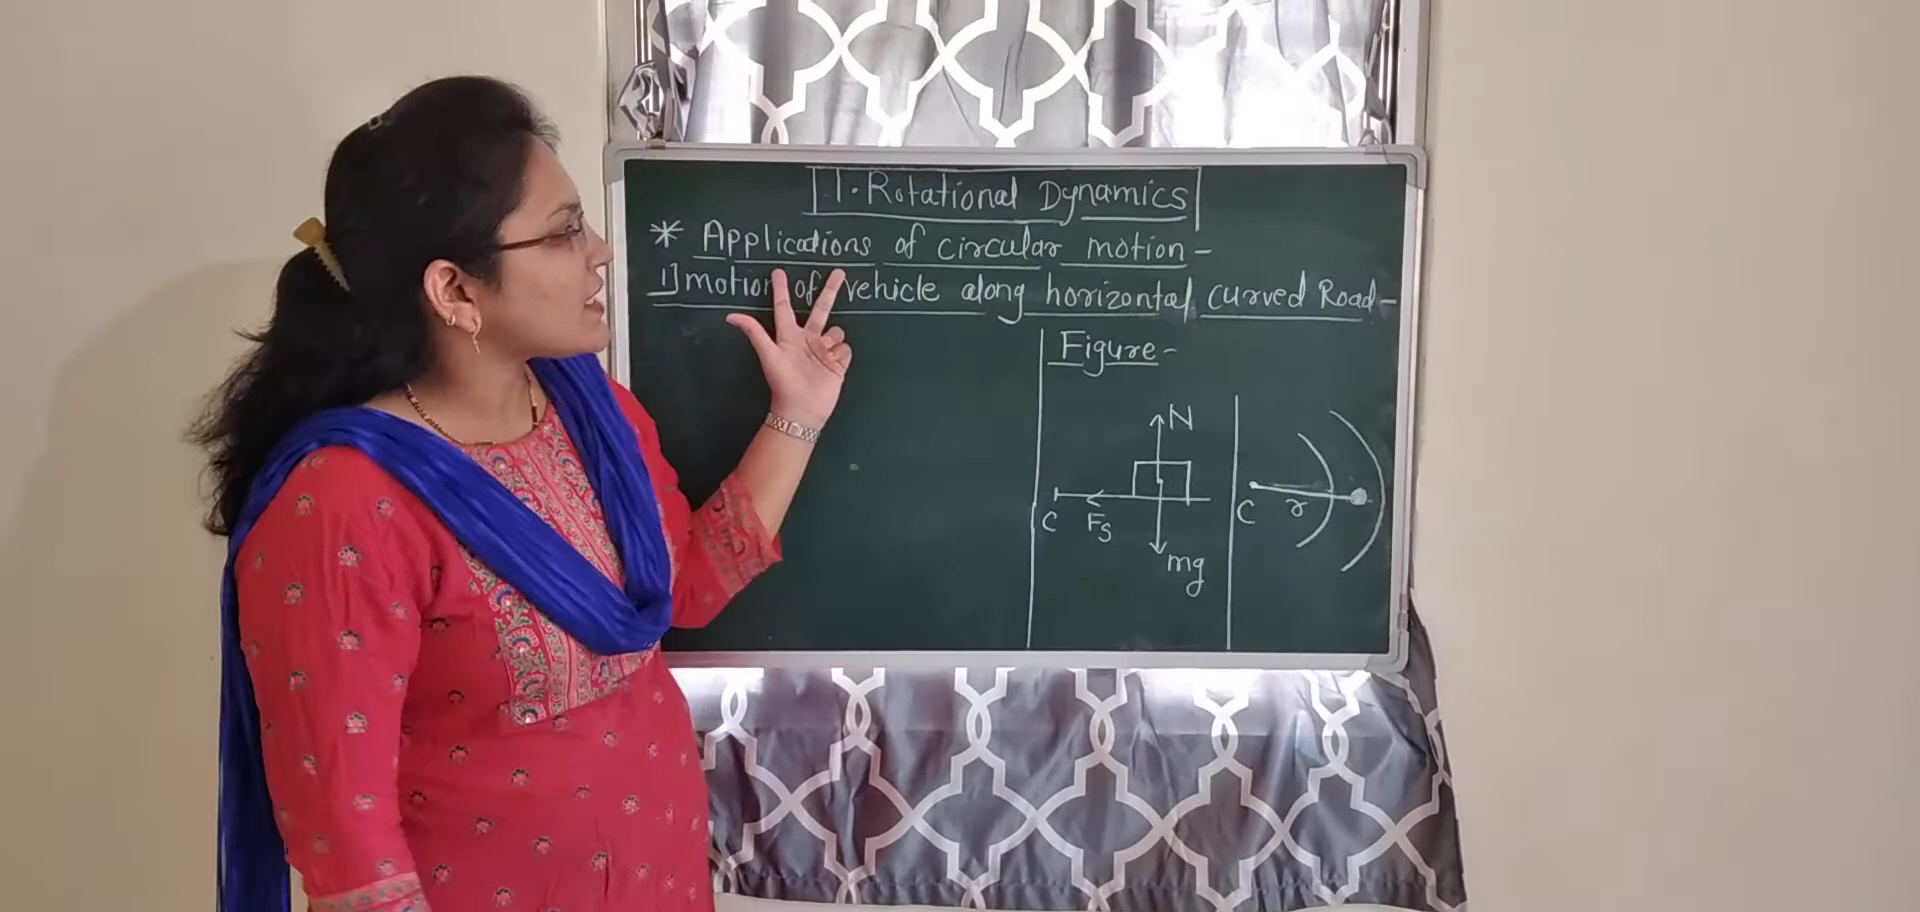 1. Rotational Dynamics
* Applications of circular motion -
1] motion of vehicle along horizontal curved Road -
Figure -
N
C
Fs
mg
C
r